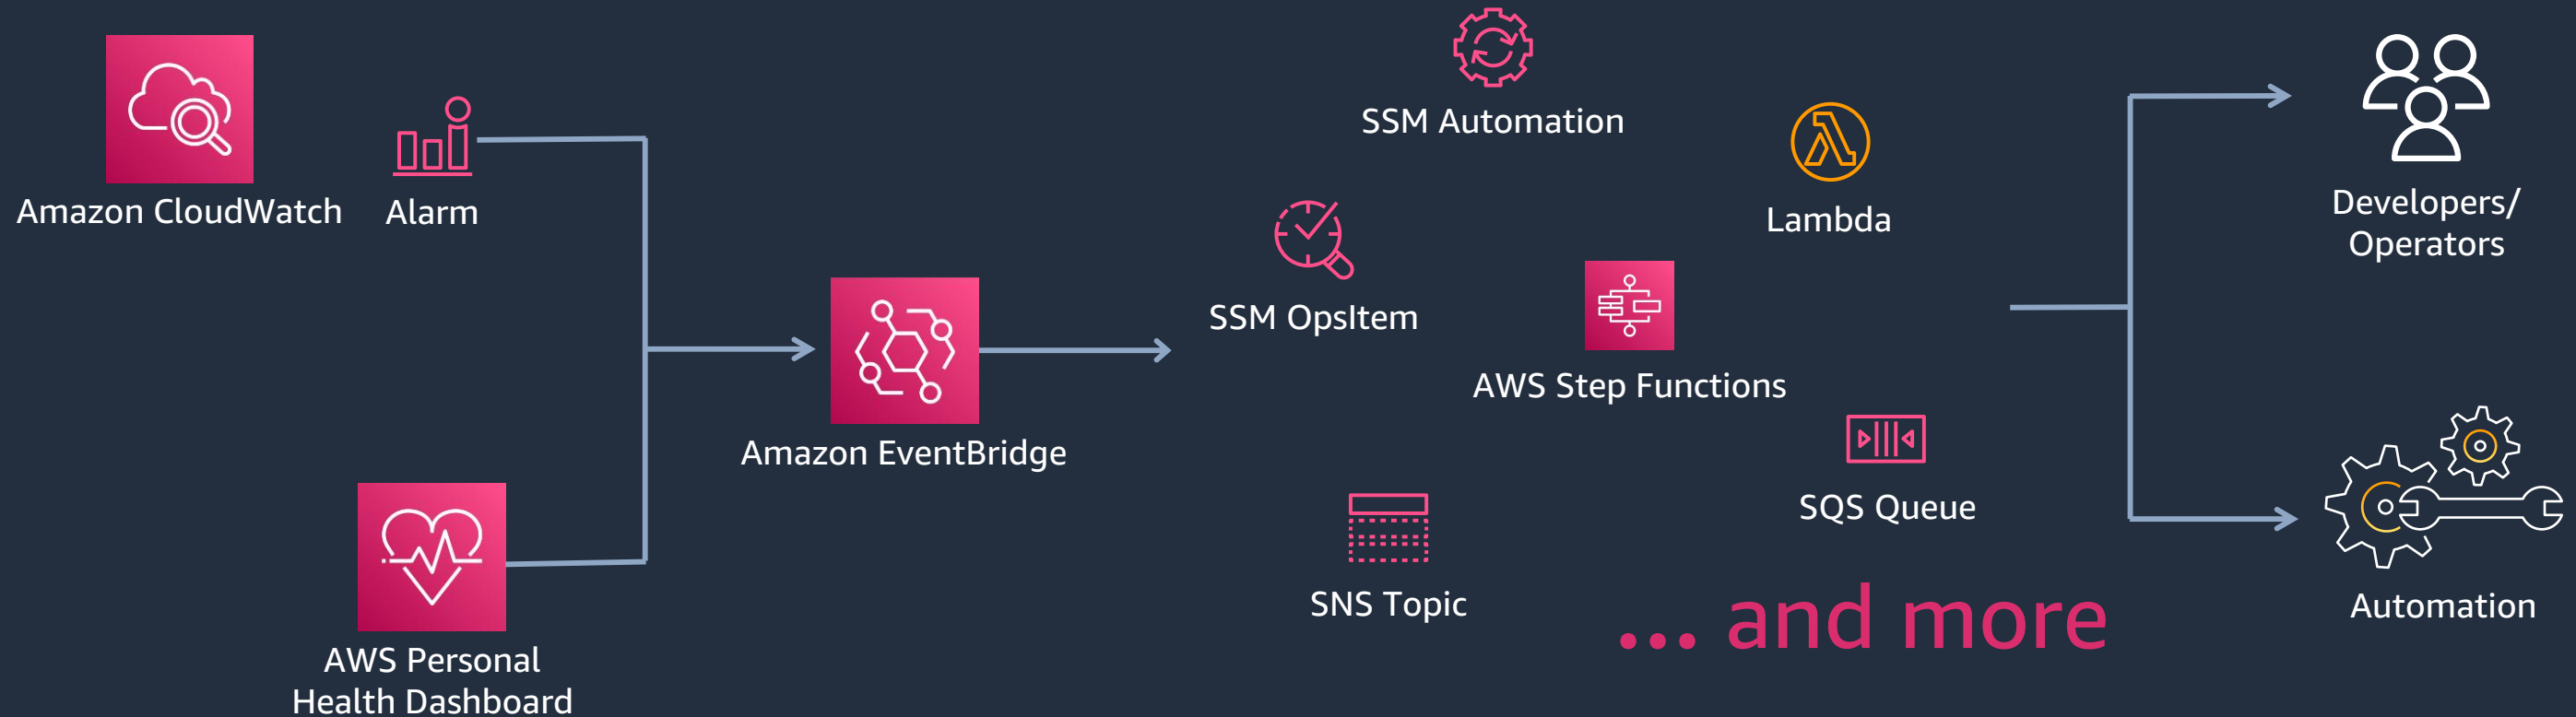 Amazon CloudWatch
Alarm
AWS Personal
Health Dashboard
Amazon EventBridge
SSM Automation
Lambda
SSM OpsItem
AWS Step Functions
SQS Queue
SNS Topic
... and more
Developers/
Operators
Automation